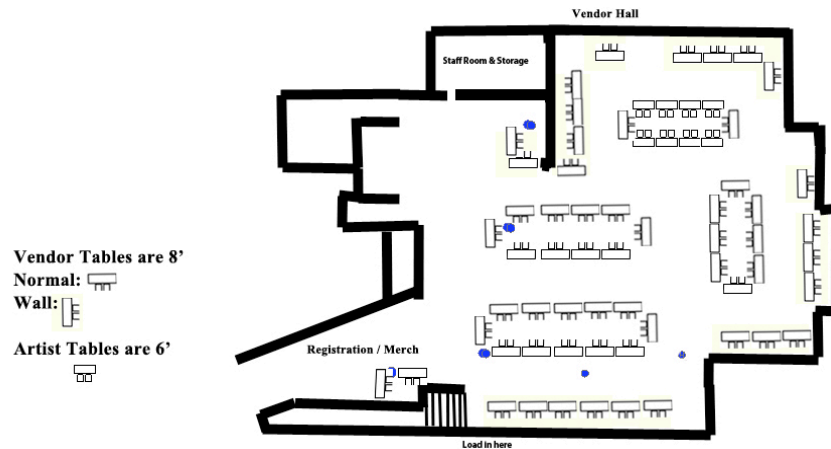 Vendor Hall
Staff Room & Storage
Vendor Tables are 8’
Normal:
Wall:
Artist Tables are 6’
Registration / Merch
Load in here